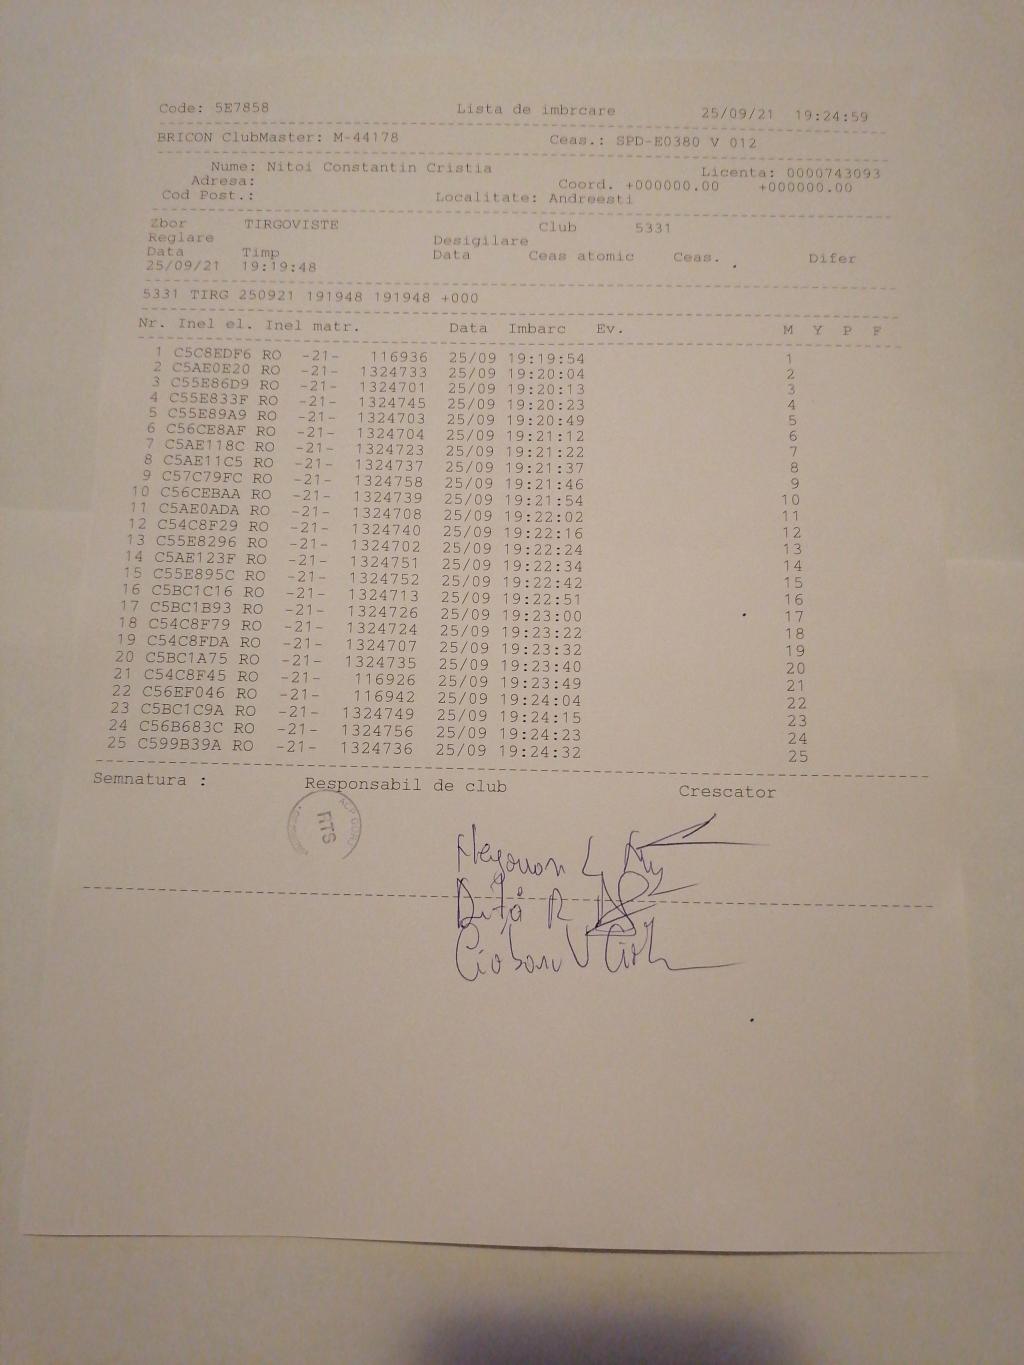 Code: 5E7858 Lista de imbrcare 25/09/21 19:24:59
BRICON ClubMaster: M-44178 Ceas.: SPD-E0380 V 012
Nume: Nitoi Constantin Cristia Licenta: 0000743093
Adresa: Coord. +000000.00 +000000.00
Cod Post.: Localitate: Andreesti
Zbor TIRGOVISTE Club 5331
Reglare Desigilare
Data Timp Data Ceas atomic Ceas. Difer
25/09/21 19:19:48
5331 TIRG 250921 191948 191948 +000
Nr. Inel el. Inel matr. Data Imbarc Ev. M Y P F
1 C5C8EDF6 RO -21- 116936 25/09 19:19:54 1
2 C5AE0E20 RO -21- 1324733 25/09 19:20:04 2
3 C55E86D9 RO -21- 1324701 25/09 19:20:13 3
4 C55E833F RO -21- 1324745 25/09 19:20:23 4
5 C55E89A9 RO -21- 1324703 25/09 19:20:49 5
6 C56CE8AF RO -21- 1324704 25/09 19:21:12 6
7 C5AE118C RO -21- 1324723 25/09 19:21:22 7
8 C5AE11C5 RO -21- 1324737 25/09 19:21:37 8
9 C57C79FC RO -21- 1324758 25/09 19:21:46 9
10 C56CEBAA RO -21- 1324739 25/09 19:21:54 10
11 C5AE0ADA RO -21- 1324708 25/09 19:22:02 11
12 C54C8F29 RO -21- 1324740 25/09 19:22:16 12
13 C55E8296 RO -21- 1324702 25/09 19:22:24 13
14 C5AE123F RO -21- 1324751 25/09 19:22:34 14
15 C55E895C RO -21- 1324752 25/09 19:22:42 15
16 C5BC1C16 RO -21- 1324713 25/09 19:22:51 16
17 C5BC1B93 RO -21- 1324726 25/09 19:23:00 17
18 C54C8F79 RO -21- 1324724 25/09 19:23:22 18
19 C54C8FDA RO -21- 1324707 25/09 19:23:32 19
20 C5BC1A75 RO -21- 1324735 25/09 19:23:40 20
21 C54C8F45 RO -21- 116926 25/09 19:23:49 21
22 C56EF046 RO -21- 116942 25/09 19:24:04 22
23 C5BC1C9A RO -21- 1324749 25/09 19:24:15 23
24 C56B683C RO -21- 1324756 25/09 19:24:23 24
25 C599B39A RO -21- 1324736 25/09 19:24:32 25
Semnatura : Responsabil de club Crescator
RTS
Diță R
Ciobanu V